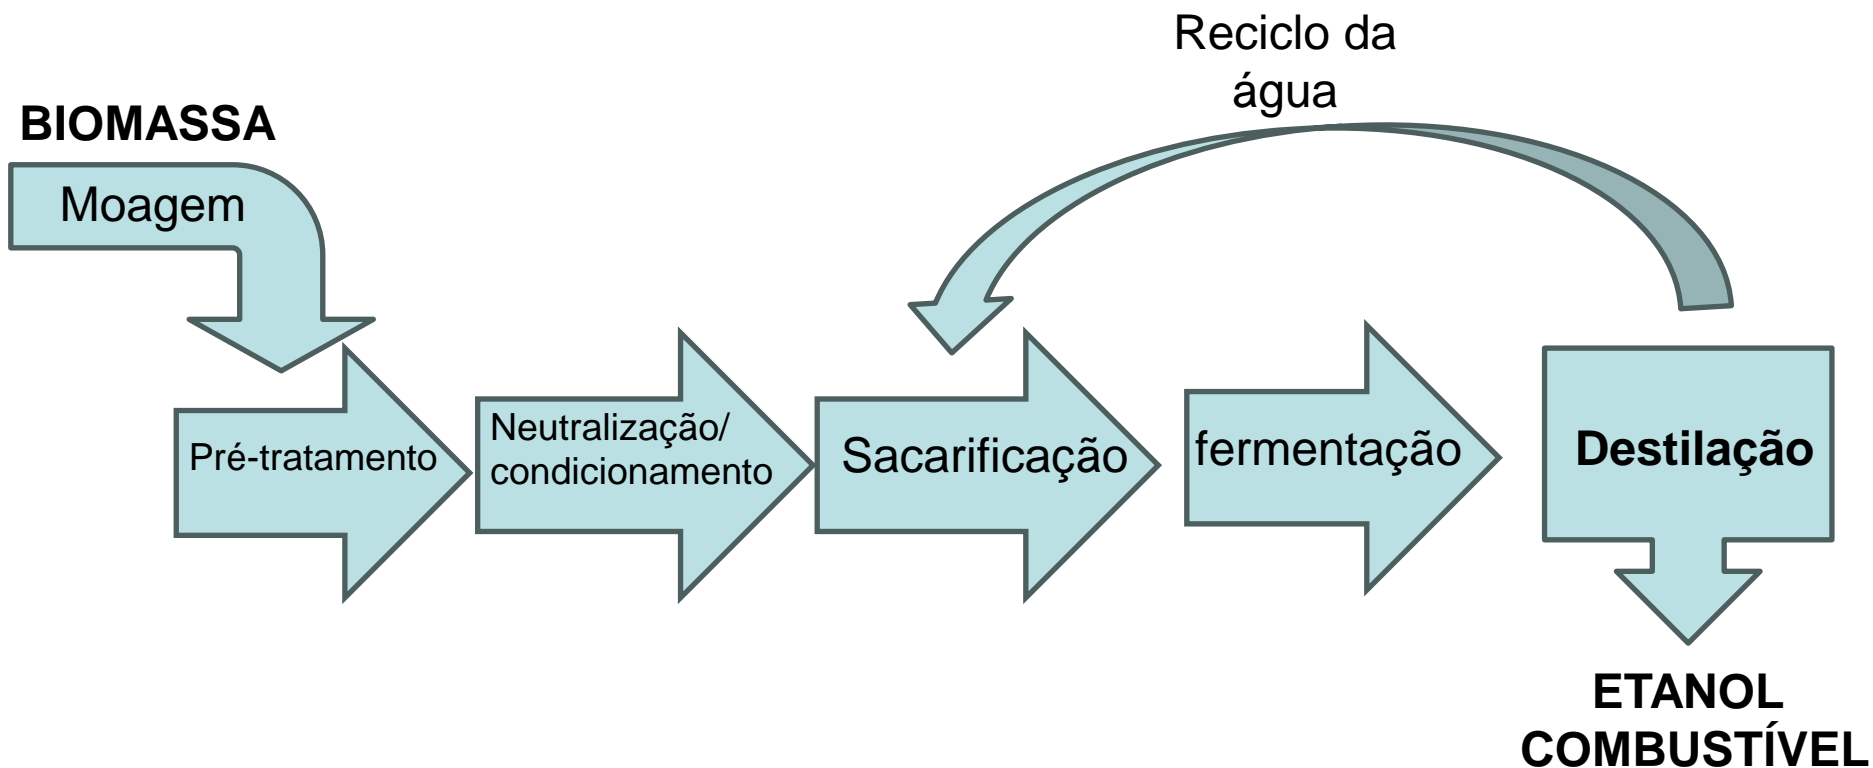 Reciclo da
água
BIOMASSA
Moagem
Pré-tratamento
Neutralização/
condicionamento
Sacarificação
fermentação
Destilação
ETANOL
COMBUSTÍVEL